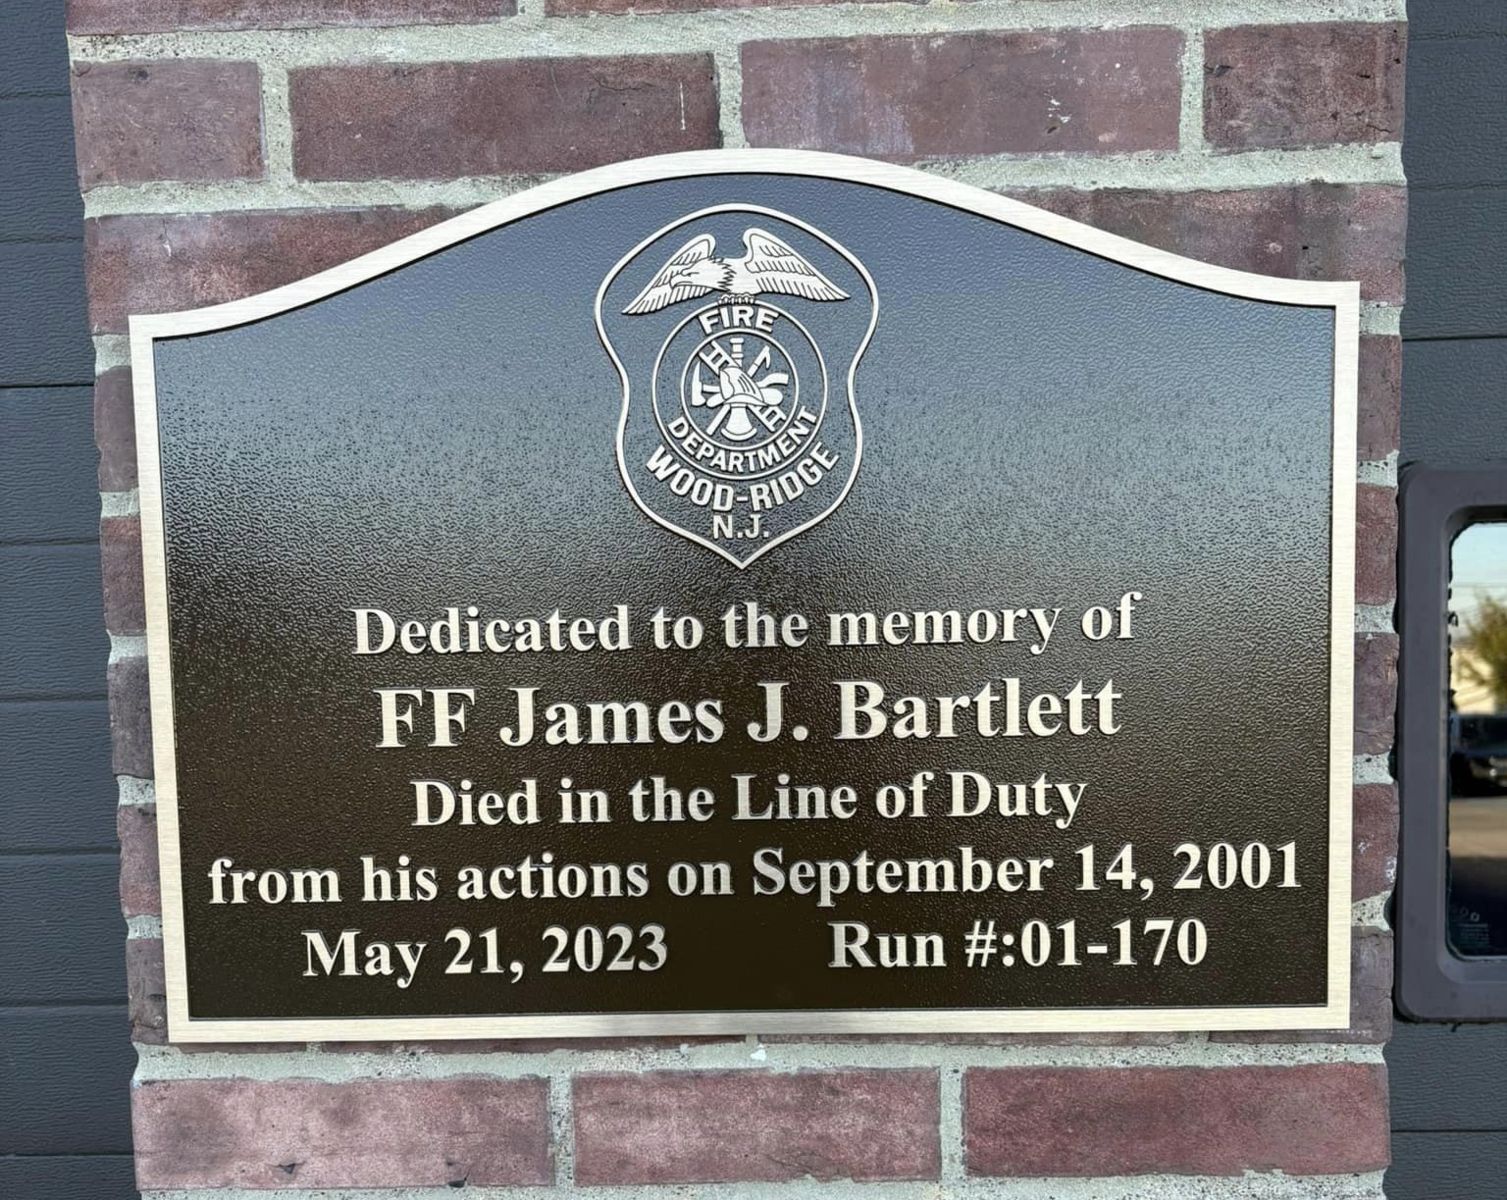 FIRE
DEPARTMENT
WOOD-RIDGE
N.J.
Dedicated to the memory of
FF James J. Bartlett
Died in the Line of Duty
from his actions on September 14, 2001
May 21, 2023 Run #:01-170